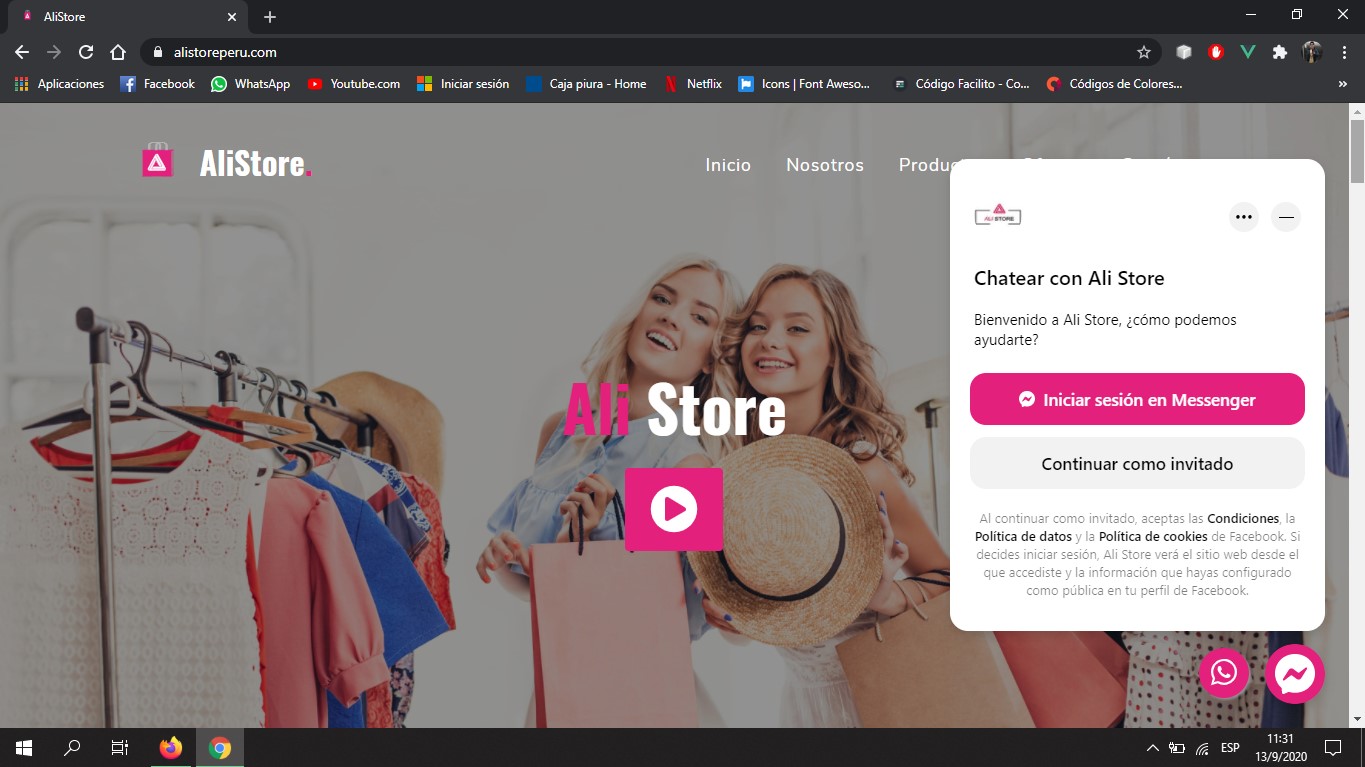 AliStore
alistoreperu.com
Aplicaciones
Facebook
WhatsApp
Youtube.com
Iniciar sesión
Caja piura - Home
Netflix
Icons | Font Aweso...
Código Facilito - Co...
Códigos de Colores...
»
AliStore.
Inicio
Nosotros
ALI STORE
Chatear con Ali Store
Bienvenido a Ali Store, ¿cómo podemos
ayudarte?
Iniciar sesión en Messenger
Continuar como invitado
Al continuar como invitado, aceptas las Condiciones, la
Política de datos y la Política de cookies de Facebook. Si
decides iniciar sesión, Ali Store verá el sitio web desde el
que accediste y la información que hayas configurado
como pública en tu perfil de Facebook.
Ali Store
ESP
11:31
13/9/2020